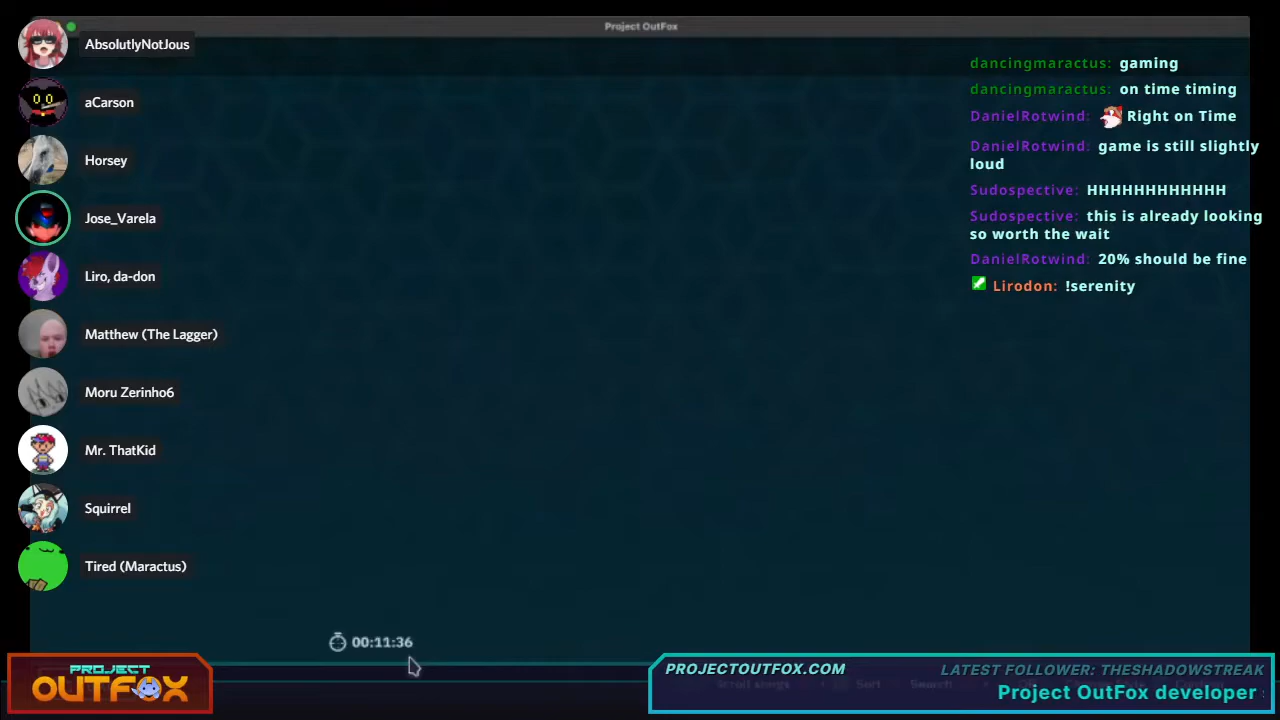 Project OutFox
AbsolutlyNotJous
aCarson
Horsey
Jose_Varela
Liro, da-don
Matthew (The Lagger)
Moru Zerinho6
Mr. ThatKid
Squirrel
Tired (Maractus)
dancingmaractus: gaming
dancingmaractus: on time timing
DanielRotwind: Right on Time
DanielRotwind: game is still slightly
loud
Sudospective: HHHHHHHHHHHH
Sudospective: this is already looking
so worth the wait
DanielRotwind: 20% should be fine
Lirodon: !serenity
00:11:36
PROJECT
OUTFOX
PROJECTOUTFOX.COM
LATEST FOLLOWER: THESHADOWSTREAK
Project OutFox developer
Sort
Search